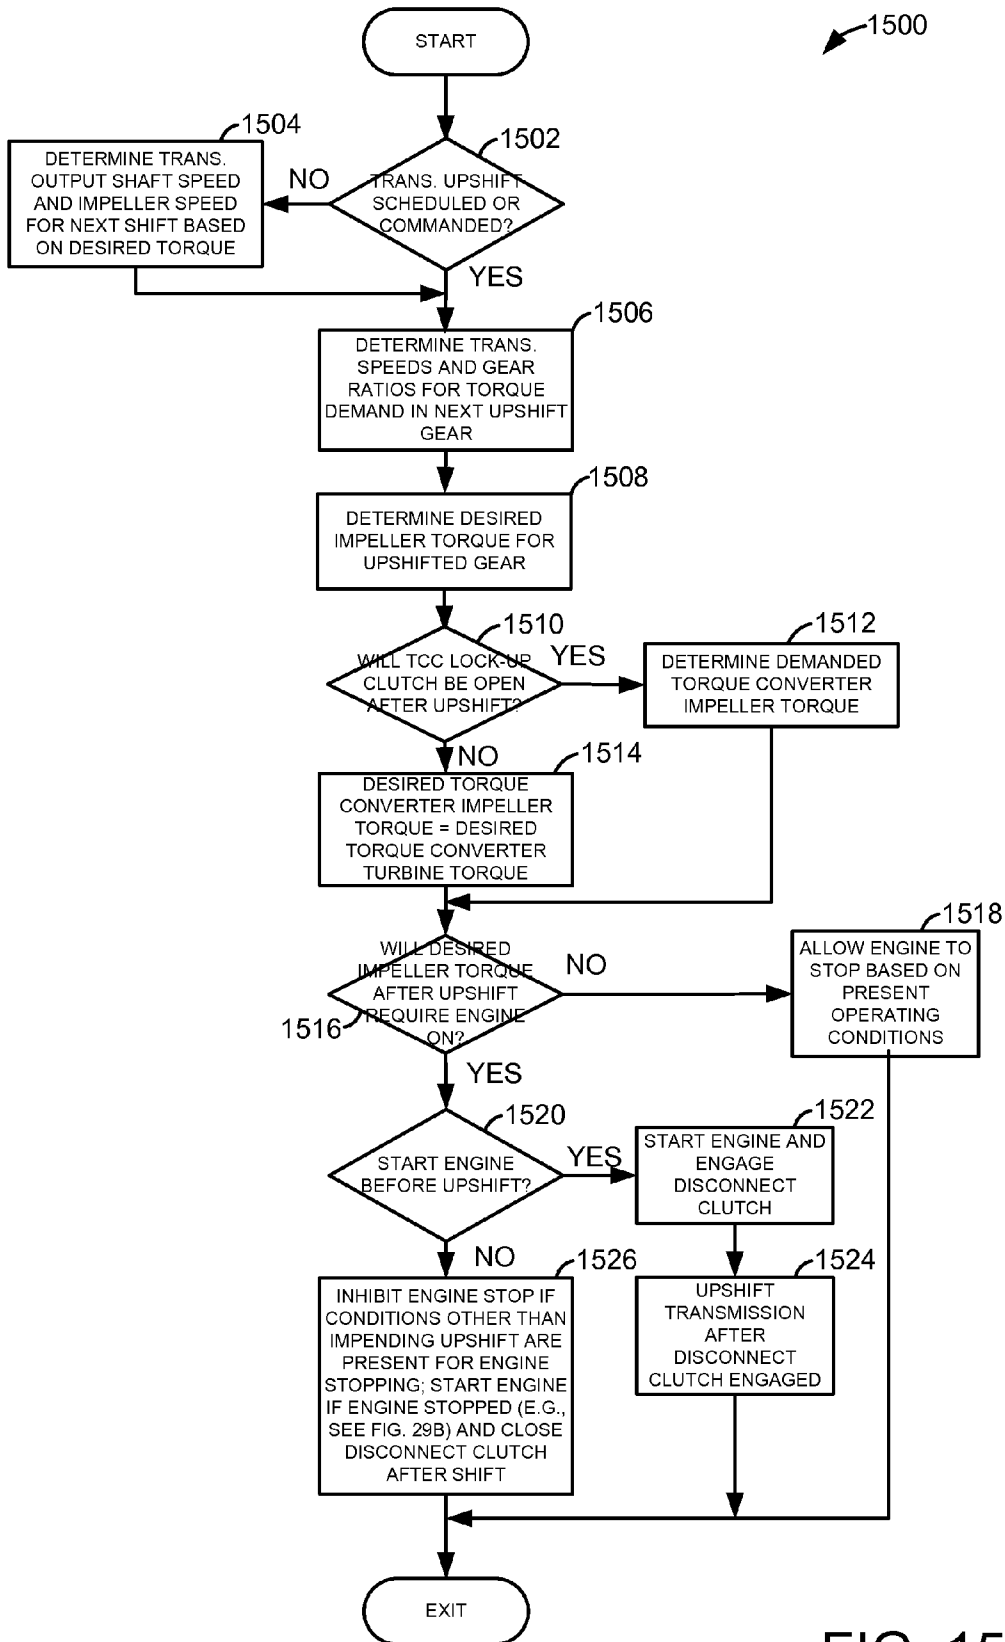 START
1500
1504
1502
DETERMINE TRANS.
OUTPUT SHAFT SPEED
AND IMPELLER SPEED
FOR NEXT SHIFT BASED
ON DESIRED TORQUE
NO
TRANS. UPSHIFT
SCHEDULED OR
COMMANDED?
YES
1506
DETERMINE TRANS.
SPEEDS AND GEAR
RATIOS FOR TORQUE
DEMAND IN NEXT UPSHIFT
GEAR
1508
DETERMINE DESIRED
IMPELLER TORQUE FOR
UPSHIFTED GEAR
1510
WILL TCC LOCK-UP
CLUTCH BE OPEN
AFTER UPSHIFT?
YES
1512
DETERMINE DEMANDED
TORQUE CONVERTER
IMPELLER TORQUE
NO
1514
DESIRED TORQUE
CONVERTER IMPELLER
TORQUE = DESIRED
TORQUE CONVERTER
TURBINE TORQUE
1516
WILL DESIRED
IMPELLER TORQUE
AFTER UPSHIFT
REQUIRE ENGINE
ON?
NO
1518
ALLOW ENGINE TO
STOP BASED ON
PRESENT
OPERATING
CONDITIONS
YES
1520
START ENGINE
BEFORE UPSHIFT?
YES
1522
START ENGINE AND
ENGAGE
DISCONNECT
CLUTCH
1524
UPSHIFT
TRANSMISSION
AFTER
DISCONNECT
CLUTCH ENGAGED
NO
1526
INHIBIT ENGINE STOP IF
CONDITIONS OTHER THAN
IMPENDING UPSHIFT ARE
PRESENT FOR ENGINE
STOPPING; START ENGINE
IF ENGINE STOPPED (E.G.,
SEE FIG. 29B) AND CLOSE
DISCONNECT CLUTCH
AFTER SHIFT
EXIT
FIG. 15